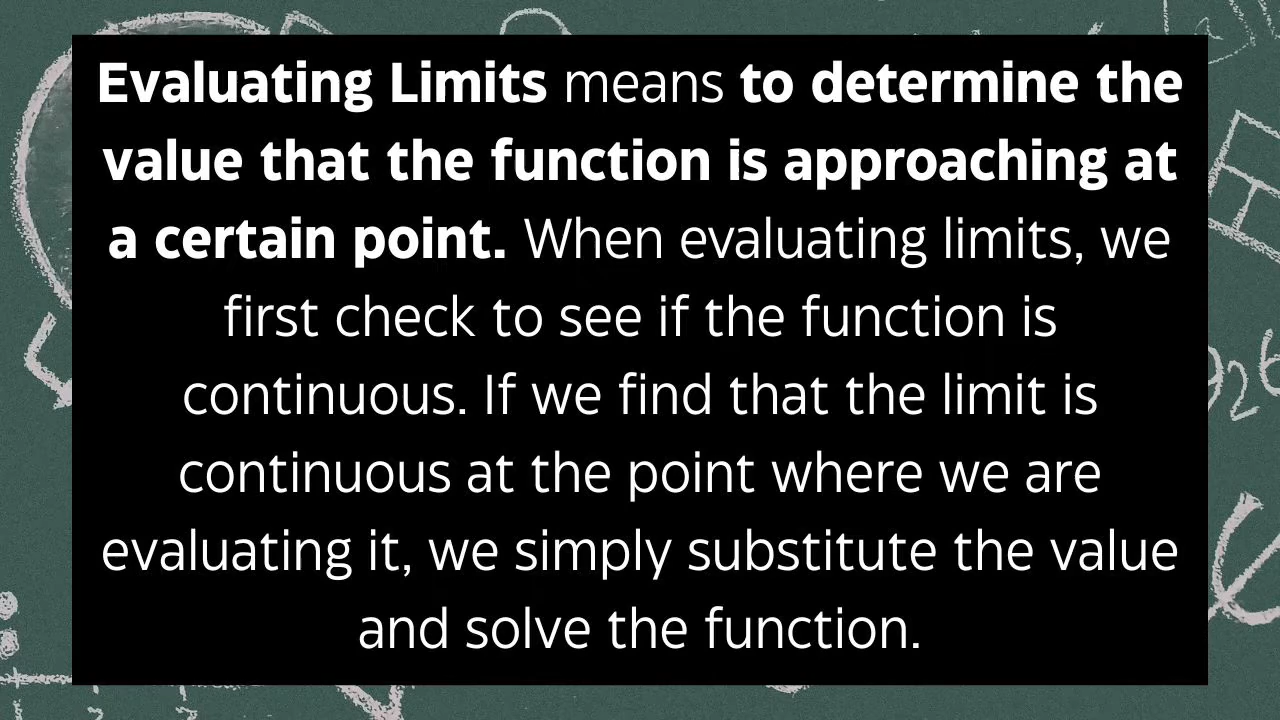 Evaluating Limits means to determine the
value that the function is approaching at
a certain point. When evaluating limits, we
first check to see if the function is
continuous. If we find that the limit is
continuous at the point where we are
evaluating it, we simply substitute the value
and solve the function.